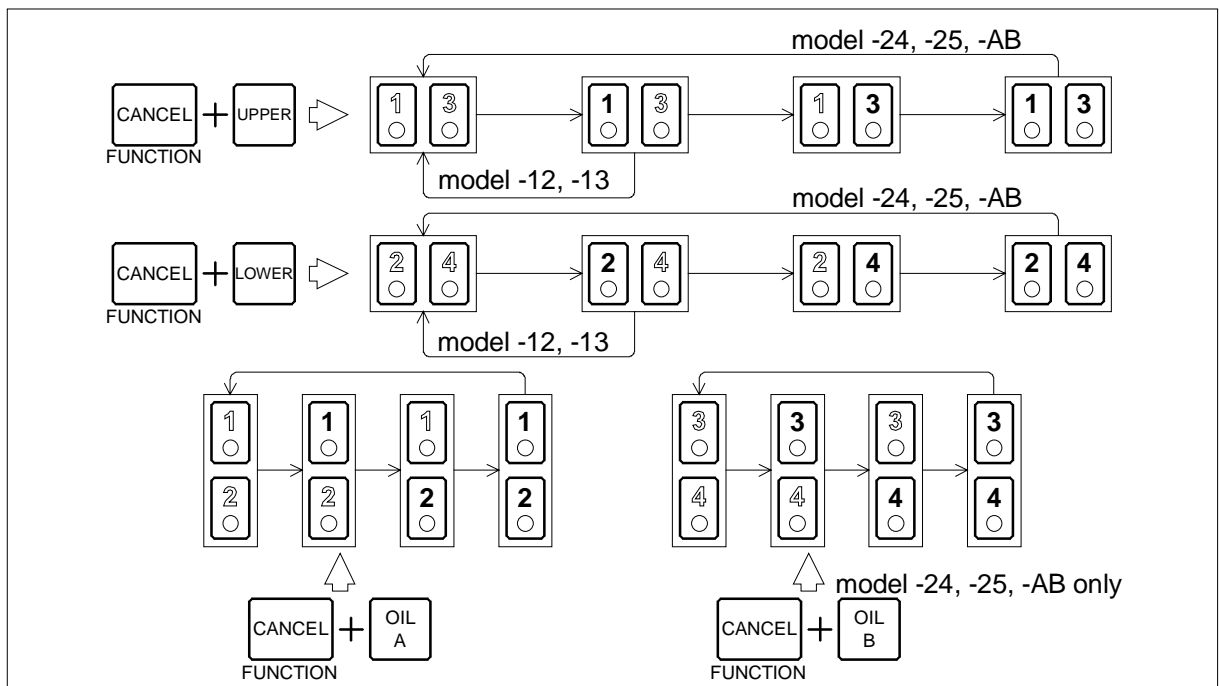 model -24, -25, -AB
CANCEL + UPPER 1 3 1 3 1 3 1 3
FUNCTION
model -12, -13
model -24, -25, -AB
CANCEL + LOWER 2 4 2 4 2 4 2 4
FUNCTION
model -12, -13
1 1 1 1 3 3 3 3
2 2 2 2 4 4 4 4
model -24, -25, -AB only
CANCEL + OIL A CANCEL + OIL B
FUNCTION FUNCTION